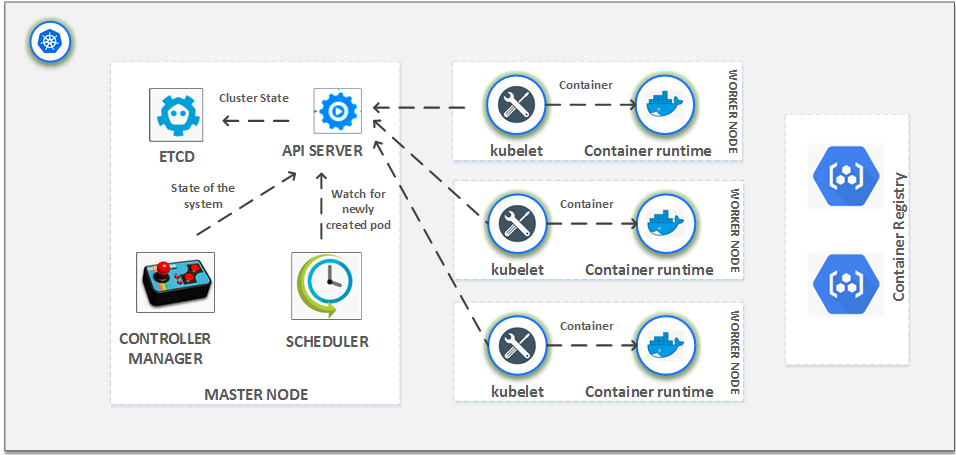 Cluster State
ETCD
API SERVER
State of the
system
Watch for
newly
created pod
CONTROLLER
MANAGER
SCHEDULER
MASTER NODE
Container
kubelet
Container runtime
WORKER NODE
Container
kubelet
Container runtime
WORKER NODE
Container
kubelet
Container runtime
WORKER NODE
Container Registry